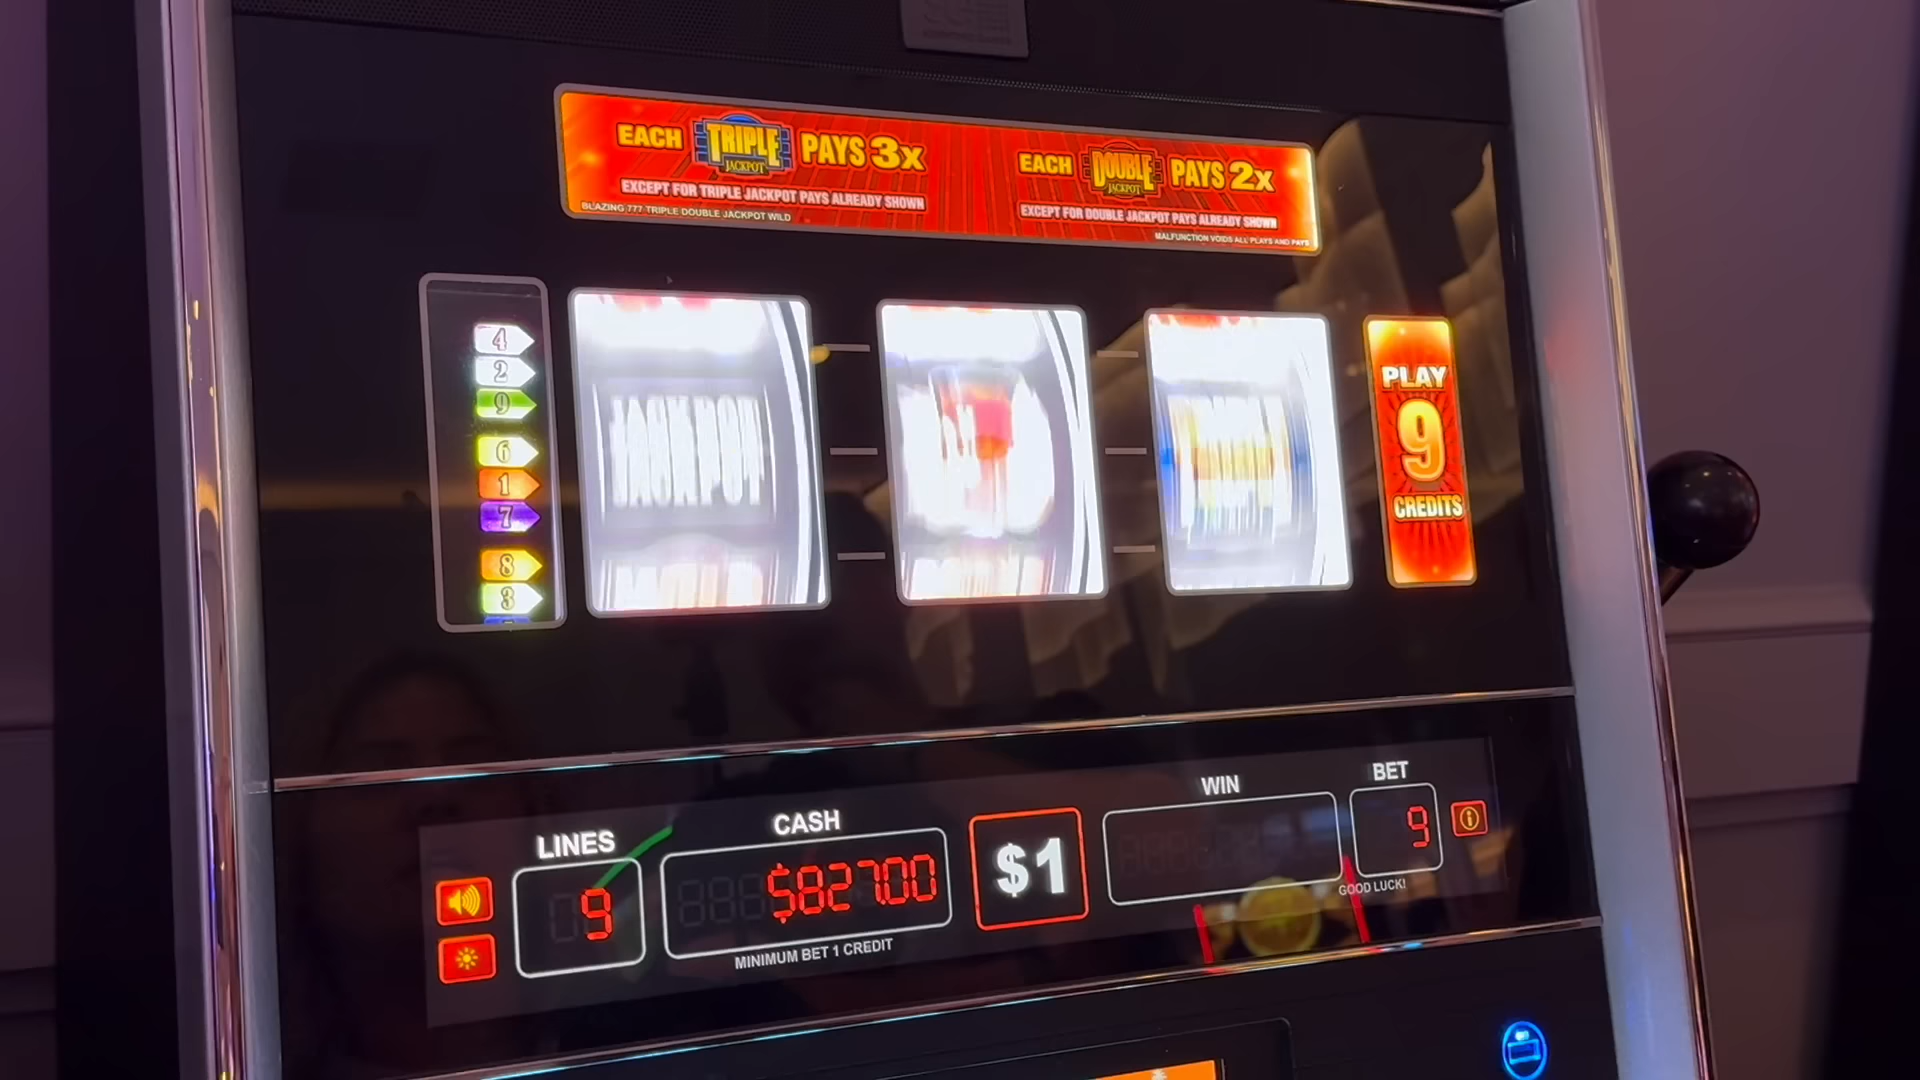 EACH TRIPLE JACKPOT PAYS 3x
EXCEPT FOR TRIPLE JACKPOT PAYS ALREADY SHOWN
BLAZING 777 TRIPLE DOUBLE JACKPOT WILD
EACH DOUBLE JACKPOT PAYS 2x
EXCEPT FOR DOUBLE JACKPOT PAYS ALREADY SHOWN
MALFUNCTION VOIDS ALL PLAYS AND PAYS
4
2
9
6
1
7
8
3
JACKPOT
PLAY
9
CREDITS
LINES
9
CASH
$827.00
MINIMUM BET 1 CREDIT
$1
WIN
BET
9
GOOD LUCK!